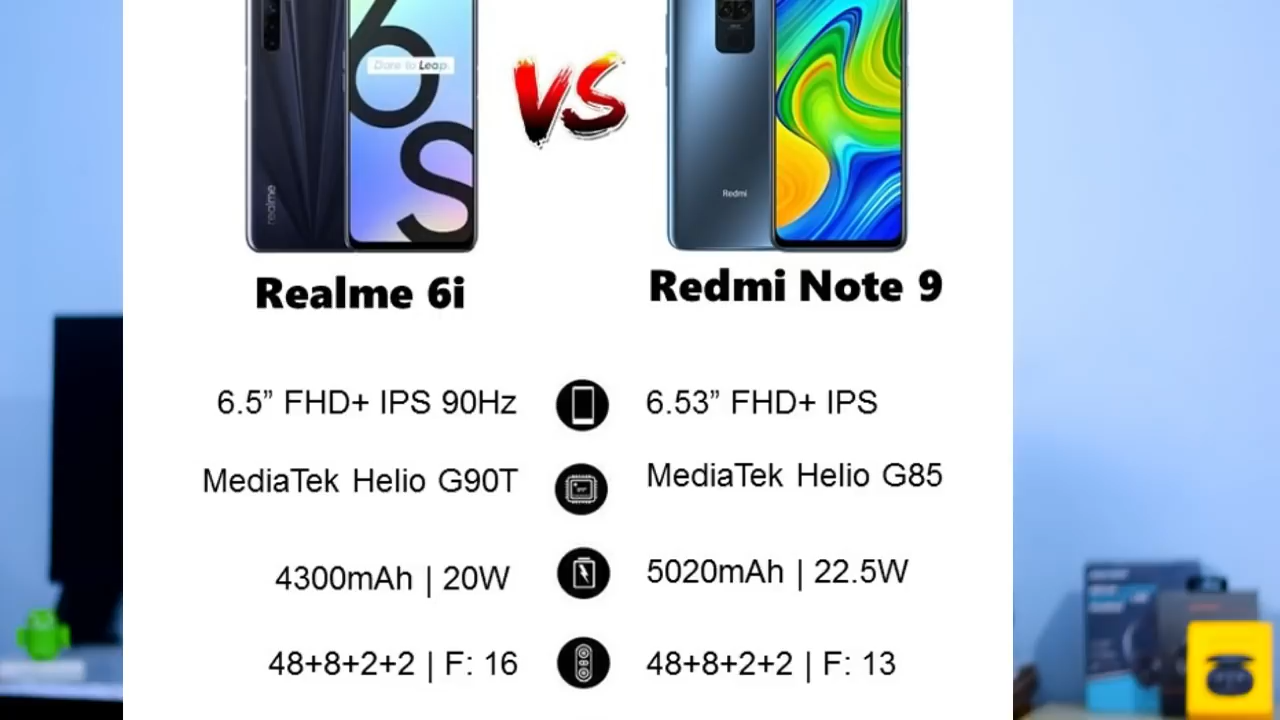 6
Dare to Leap
S
realme
VS
Redmi
Realme 6i
Redmi Note 9
6.5” FHD+ IPS 90Hz
6.53” FHD+ IPS
MediaTek Helio G90T
MediaTek Helio G85
4300mAh | 20W
5020mAh | 22.5W
48+8+2+2 | F: 16
48+8+2+2 | F: 13